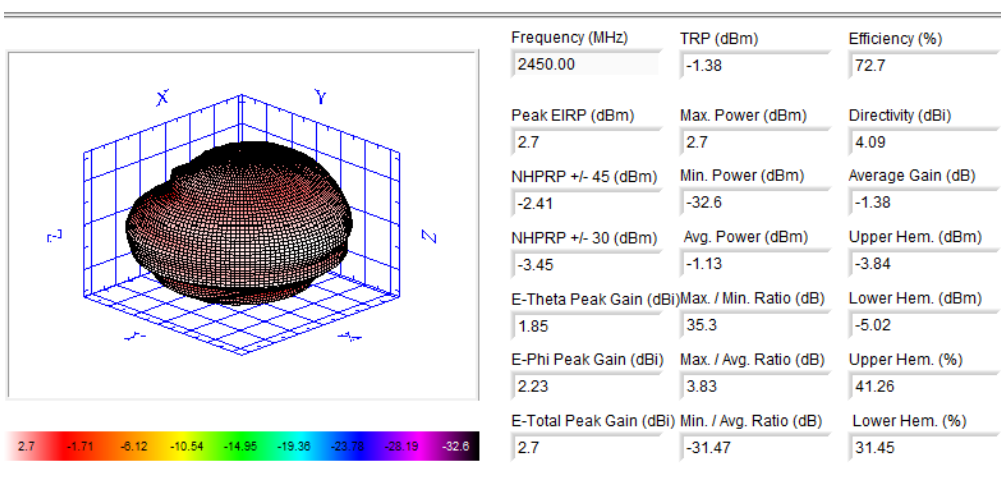 Frequency (MHz) TRP (dBm) Efficiency (%)
2450.00 -1.38 72.7
Peak EIRP (dBm) Max. Power (dBm) Directivity (dBi)
2.7 2.7 4.09
NHPRP +/- 45 (dBm) Min. Power (dBm) Average Gain (dB)
-2.41 -32.6 -1.38
NHPRP +/- 30 (dBm) Avg. Power (dBm) Upper Hem. (dBm)
-3.45 -1.13 -3.84
E-Theta Peak Gain (dBi) Max. / Min. Ratio (dB) Lower Hem. (dBm)
1.85 35.3 -5.02
E-Phi Peak Gain (dBi) Max. / Avg. Ratio (dB) Upper Hem. (%)
2.23 3.83 41.26
E-Total Peak Gain (dBi) Min. / Avg. Ratio (dB) Lower Hem. (%)
2.7 -31.47 31.45
X Y
Z
2.7 -1.71 -6.12 -10.54 -14.95 -19.36 -23.78 -28.19 -32.6